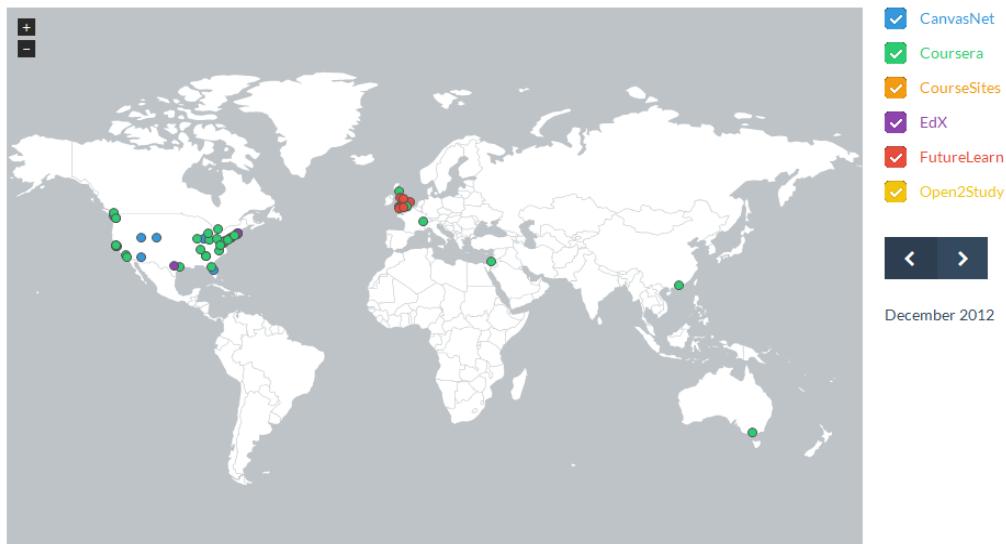 +
−
CanvasNet
Coursera
CourseSites
EdX
FutureLearn
Open2Study
December 2012